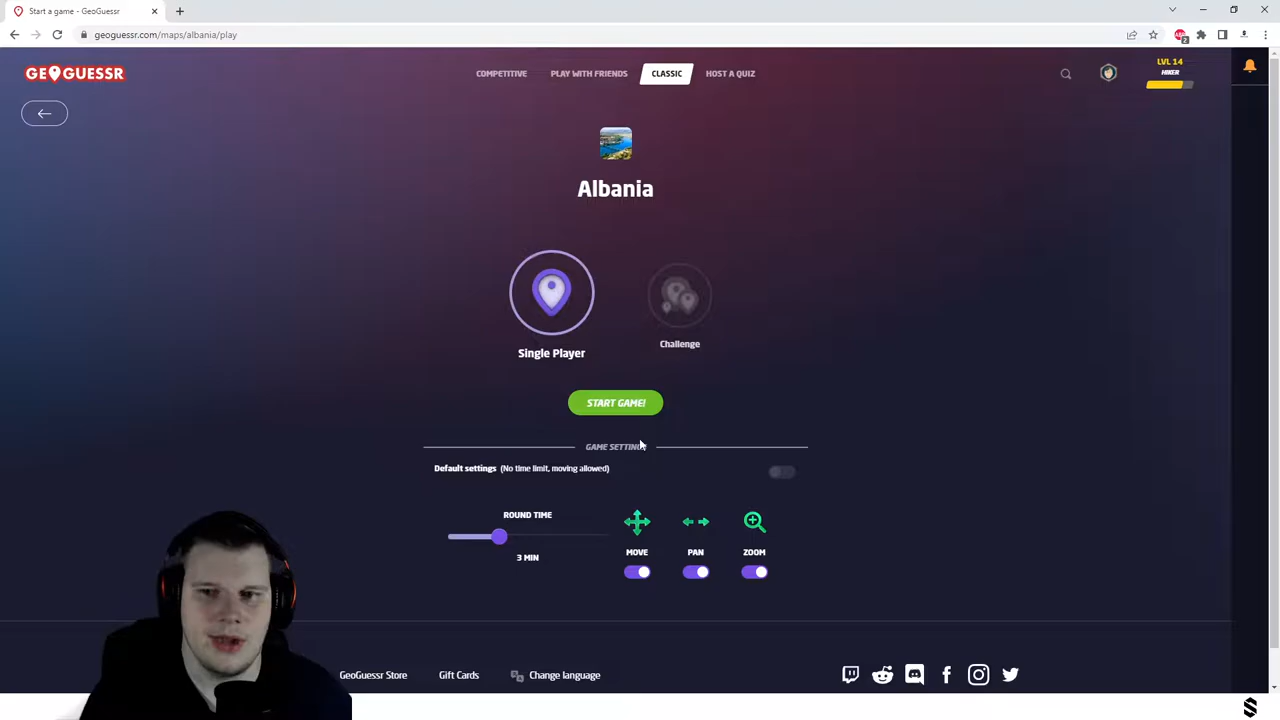 Start a game - GeoGuessr
geoguessr.com/maps/albania/play
2
GEOGUESSR
COMPETITIVE
PLAY WITH FRIENDS
CLASSIC
HOST A QUIZ
LVL 14
HIKER
Albania
Single Player
Challenge
START GAME!
GAME SETTINGS
Default settings (No time limit, moving allowed)
ROUND TIME
3 MIN
MOVE
PAN
ZOOM
GeoGuessr Store
Gift Cards
Change language